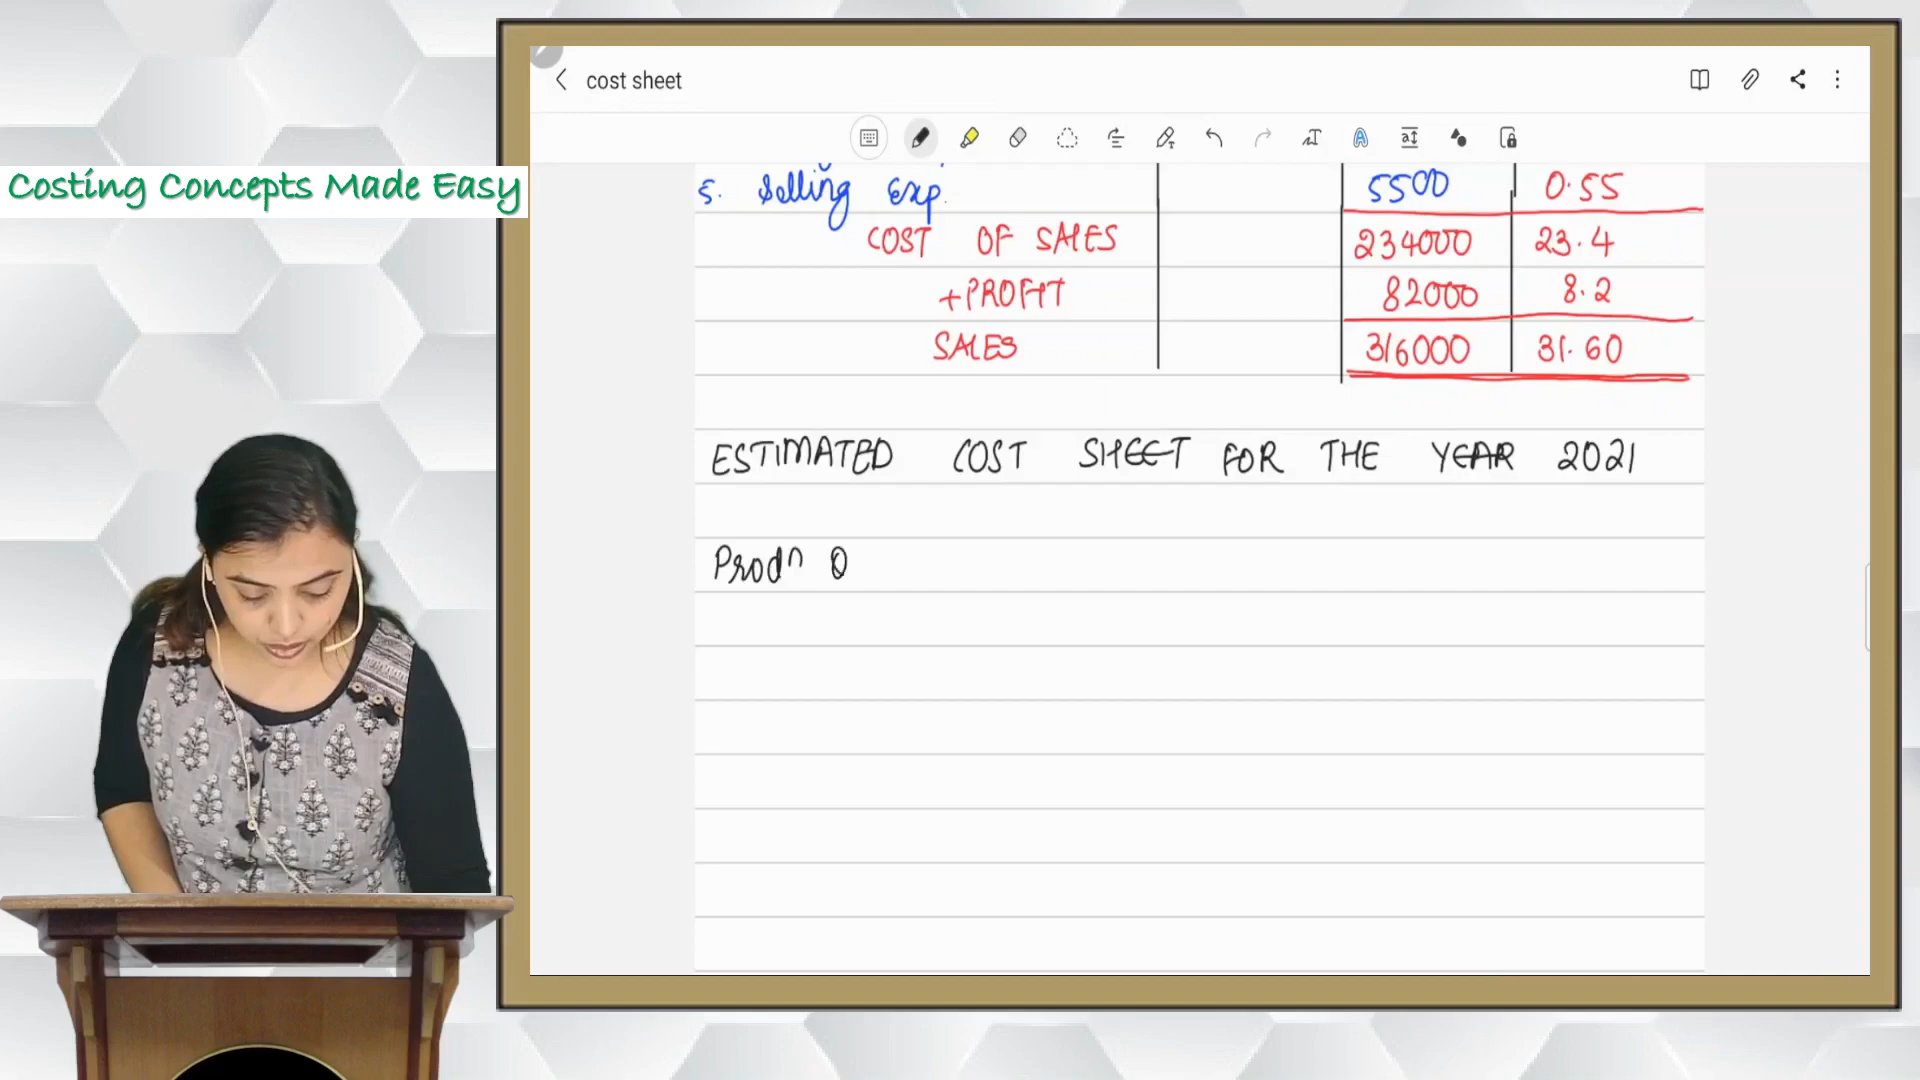 Costing Concepts Made Easy
cost sheet
5. Selling Exp. 5500 0.55
COST OF SALES 234000 23.4
+PROFIT 82000 8.2
SALES 316000 31.60
ESTIMATED COST SHEET FOR THE YEAR 2021
Prodn Q